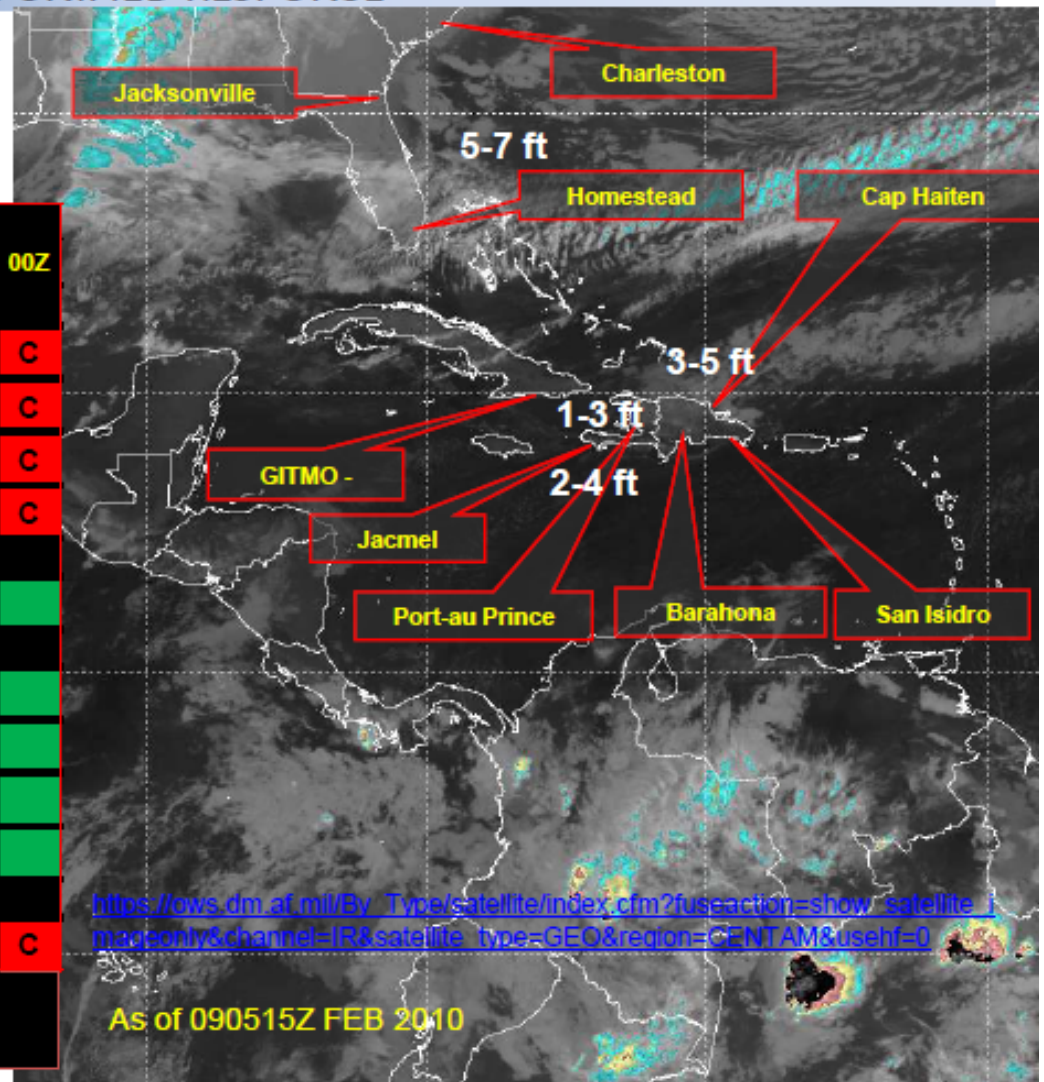 UNIFIED RESPONSE
Charleston
Jacksonville
5-7 ft
Homestead
Cap Haiten
00Z
C
3-5 ft
C
1-3 ft
C
GITMO -
2-4 ft
C
Jacmel
Port-au Prince
Barahona
San Isidro
https://ows.dm.af.mil/By_Type/satellite/index.cfm?fuseaction=show_satellite_i
mageonly&channel=IR&satellite_type=GEO&region=CENTAM&usehf=0
C
As of 090515Z FEB 2010